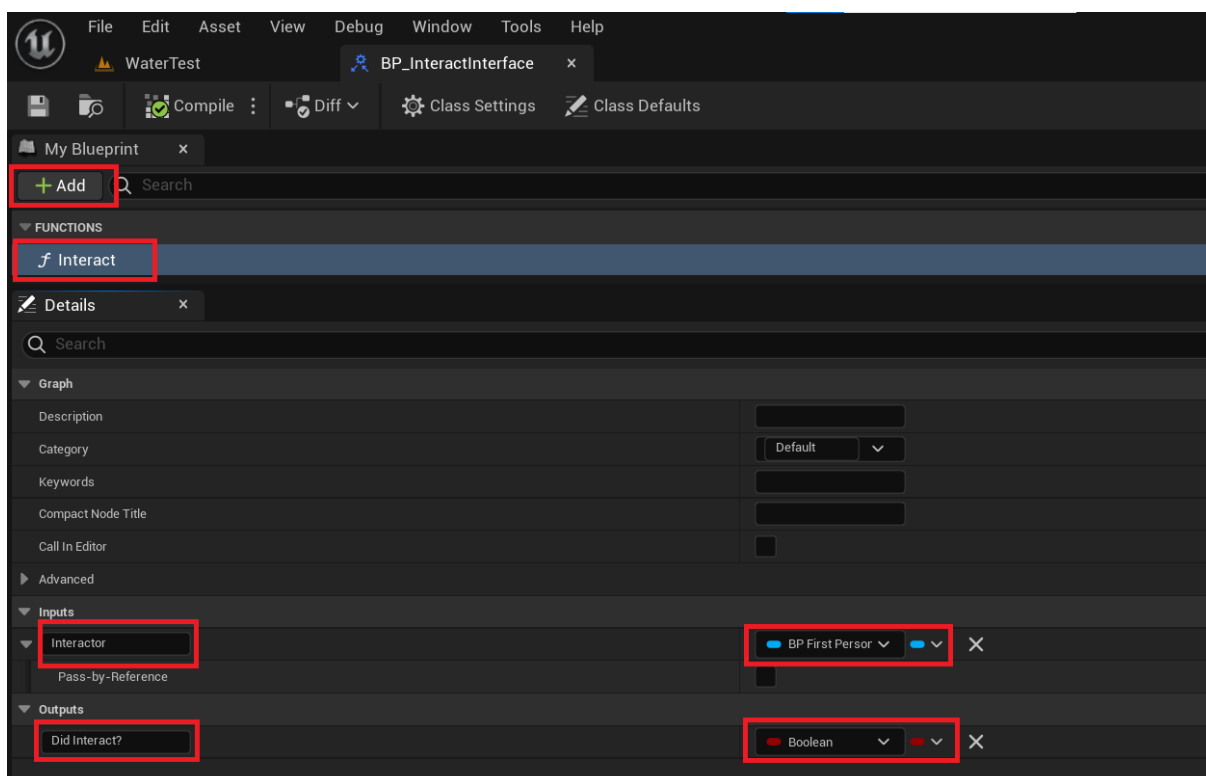 File Edit Asset View Debug Window Tools Help
WaterTest BP_InteractInterface
Compile Diff Class Settings Class Defaults
My Blueprint
Add Search
FUNCTIONS
f Interact
Details
Search
Graph
Description
Category Default
Keywords
Compact Node Title
Call In Editor
Advanced
Inputs
Interactor BP First Person
Pass-by-Reference
Outputs
Did Interact? Boolean